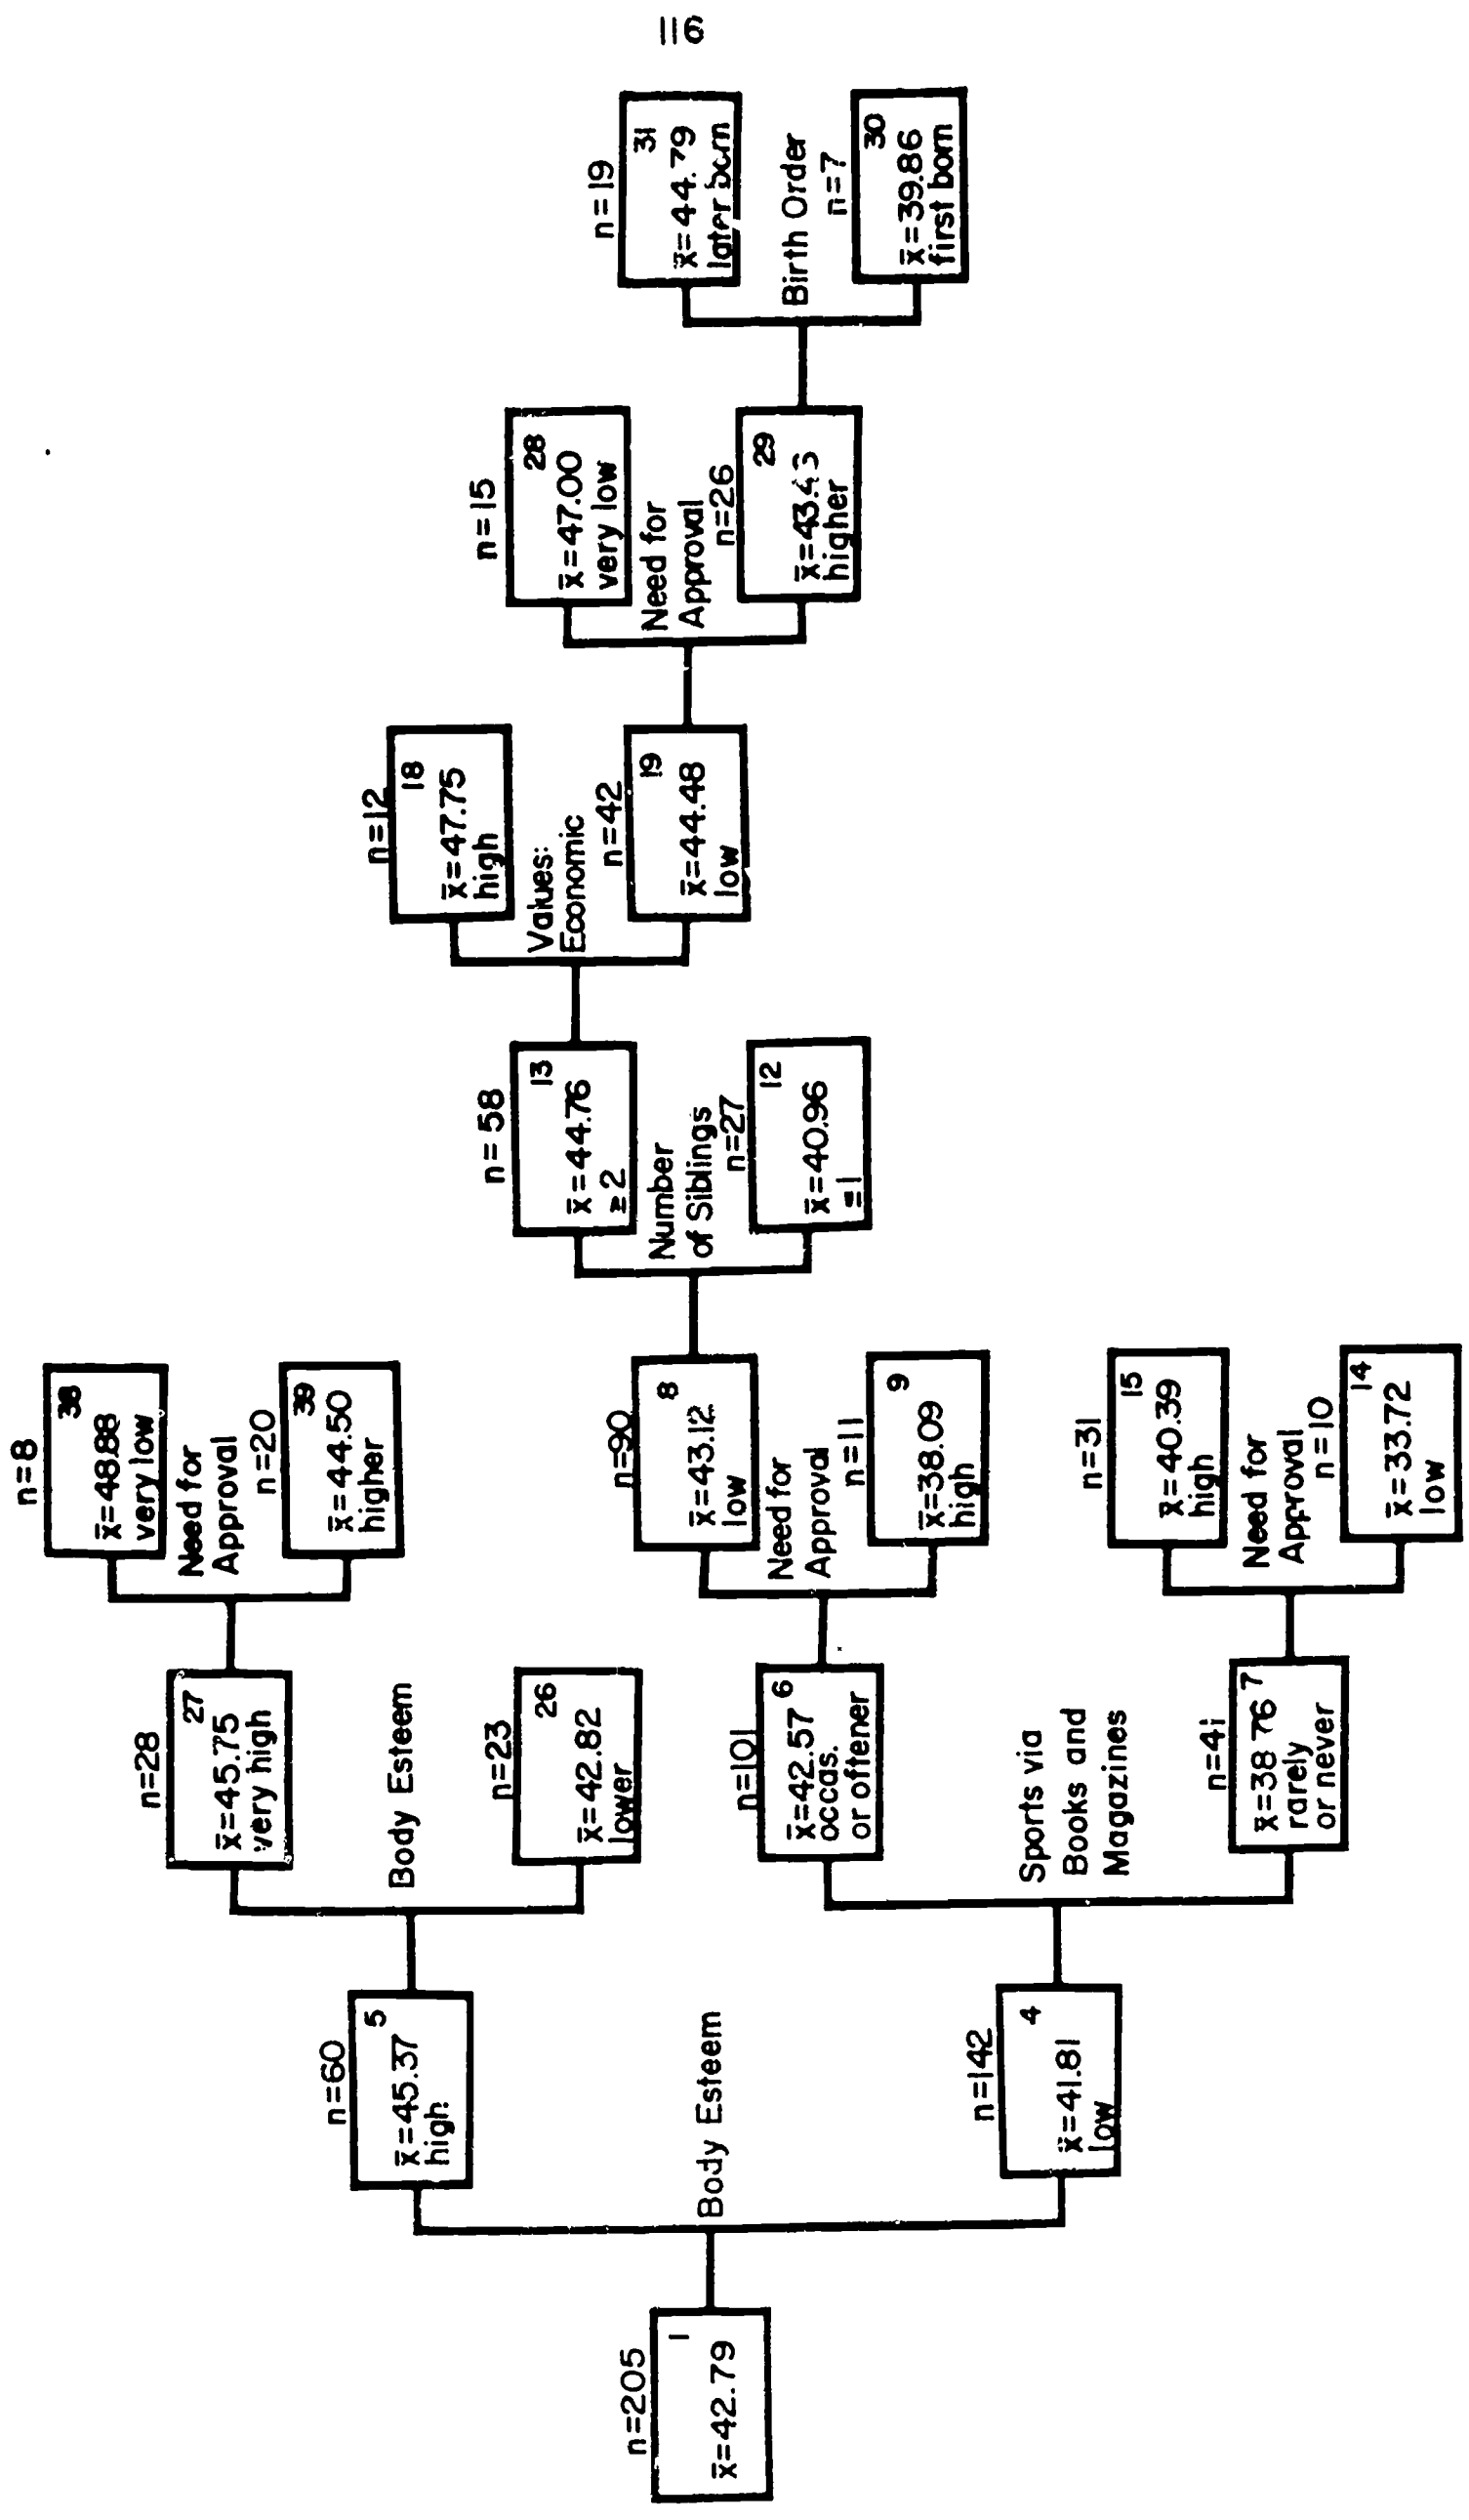 116
n=205
1
x̄=42.79
Body Esteem
n=60
5
x̄=45.37
high
n=142
4
x̄=41.81
low
Body Esteem
n=28
27
x̄=45.75
very high
n=23
26
x̄=42.82
lower
Sports via
Books and
Magazines
n=101
6
x̄=42.57
occas.
or oftener
n=41
7
x̄=38.76
rarely
or never
Need for
Approval
n=8
x̄=48.88
very low
n=20
39
x̄=44.50
higher
Need for
Approval
n=90
8
x̄=43.12
low
n=11
9
x̄=38.09
high
Need for
Approval
n=31
15
x̄=40.39
high
n=10
14
x̄=33.72
low
Number
of Siblings
n=58
13
x̄=44.76
≥2
n=27
12
x̄=40.96
=1
Values:
Economic
n=12
18
x̄=47.75
high
n=42
19
x̄=44.48
low
Need for
Approval
n=15
28
x̄=47.00
very low
n=26
29
higher
Birth Order
n=19
31
x̄=44.79
later born
n=7
30
x̄=39.86
first born